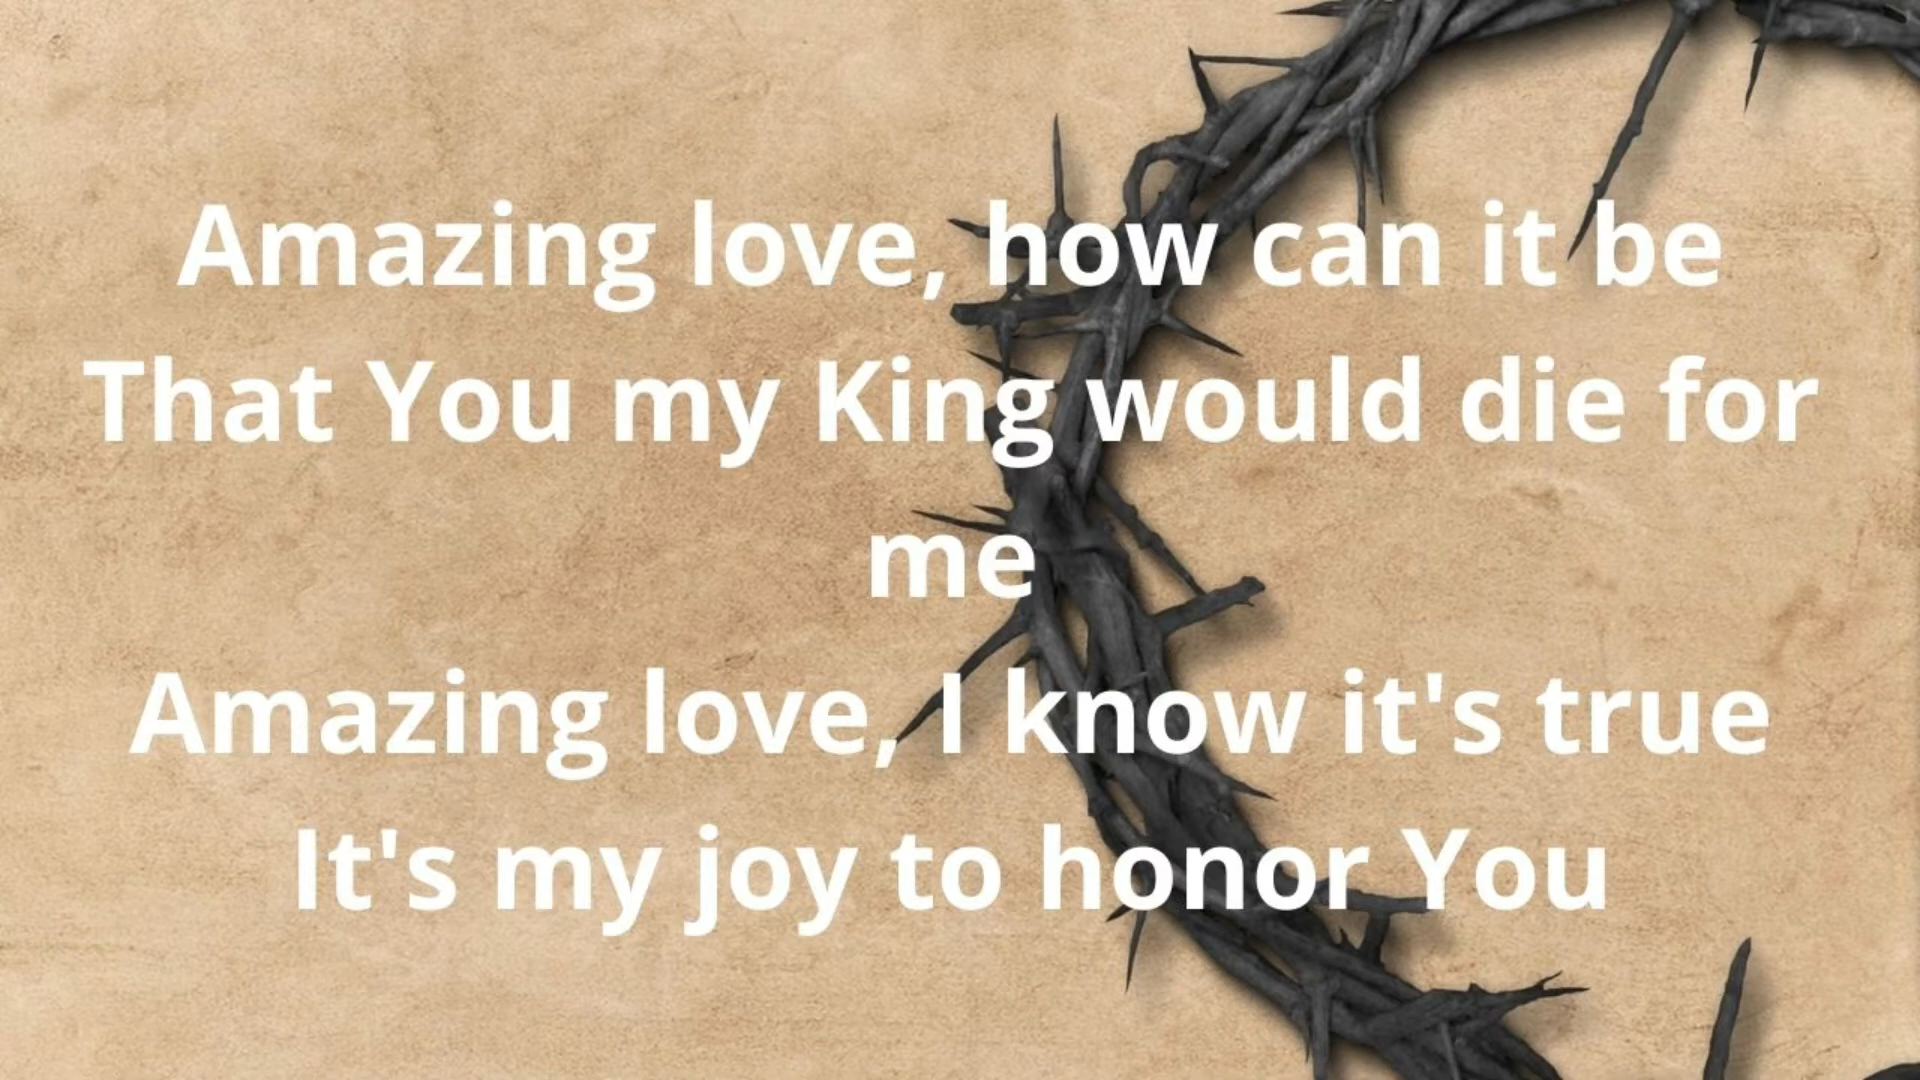 Amazing love, how can it be
That You my King would die for
me
Amazing love, I know it's true
It's my joy to honor You